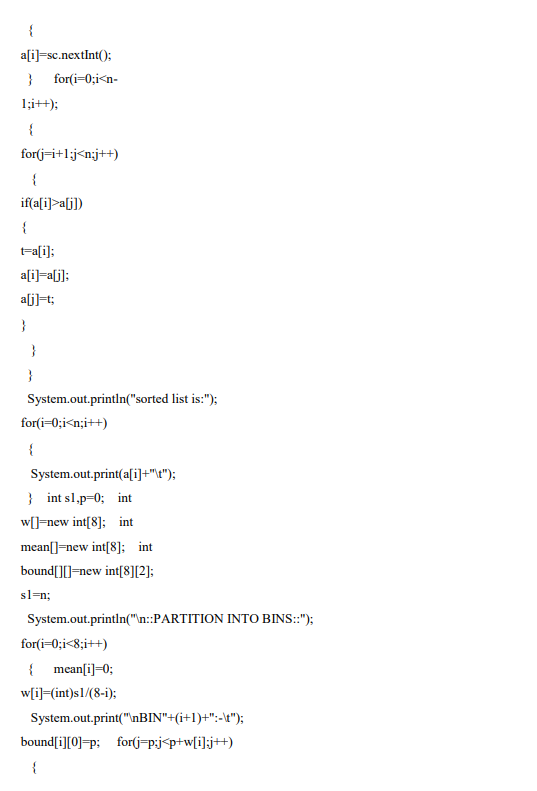 {
a[i]=sc.nextInt();
} for(i=0;i<n-
1;i++);
{
for(j=i+1;j<n;j++)
{
if(a[i]>a[j])
{
t=a[i];
a[i]=a[j];
a[j]=t;
}
}
}
System.out.println("sorted list is:");
for(i=0;i<n;i++)
{
System.out.print(a[i]+"\t");
} int s1,p=0; int
w[]=new int[8]; int
mean[]=new int[8]; int
bound[][]=new int[8][2];
s1=n;
System.out.println("\n::PARTITION INTO BINS::");
for(i=0;i<8;i++)
{ mean[i]=0;
w[i]=(int)s1/(8-i);
System.out.print("\nBIN"+(i+1)+":-\t");
bound[i][0]=p; for(j=p;j<p+w[i];j++)
{